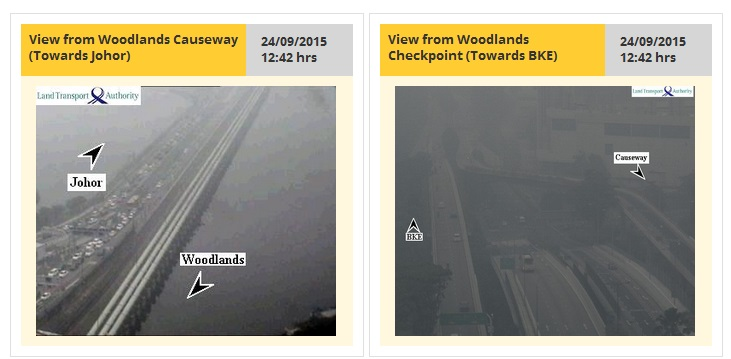 View from Woodlands Causeway
(Towards Johor)
24/09/2015
12:42 hrs
Land Transport Authority
Johor
Woodlands
View from Woodlands
Checkpoint (Towards BKE)
24/09/2015
12:42 hrs
Land Transport Authority
Causeway
BKE